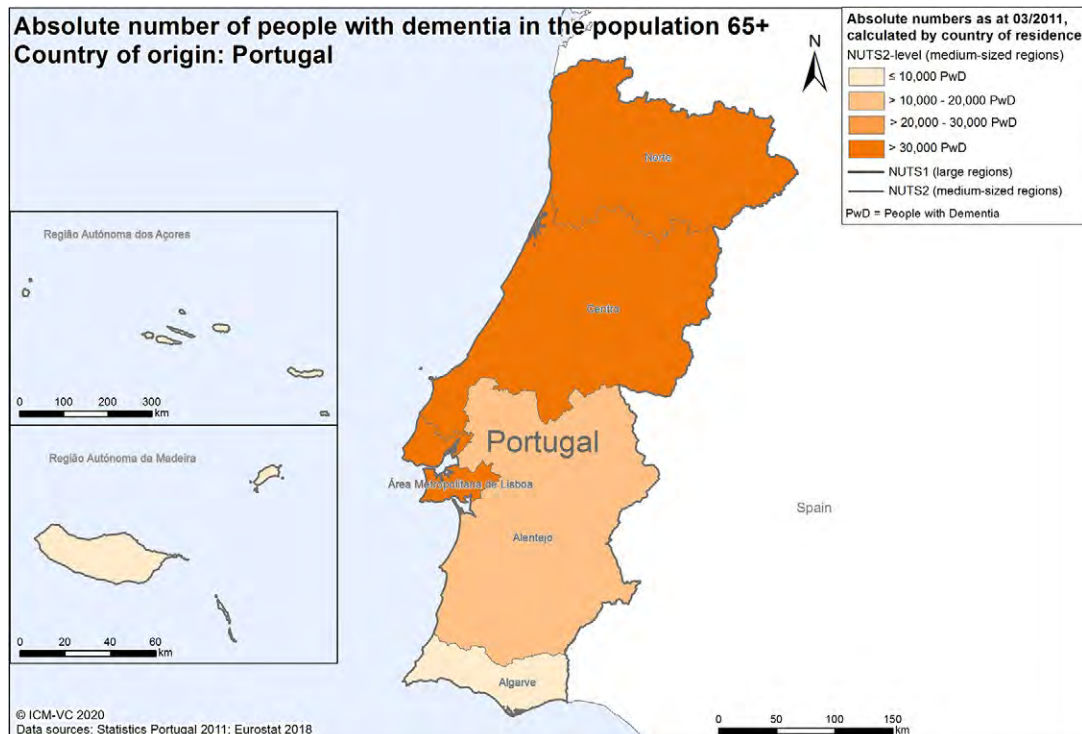 Absolute number of people with dementia in the population 65+
Country of origin: Portugal
N
Absolute numbers as at 03/2011,
calculated by country of residence
NUTS2-level (medium-sized regions)
≤ 10,000 PwD
> 10,000 - 20,000 PwD
> 20,000 - 30,000 PwD
> 30,000 PwD
NUTS1 (large regions)
NUTS2 (medium-sized regions)
PwD = People with Dementia
Norte
Região Autónoma dos Açores
Centro
0 100 200 300
km
Portugal
Região Autónoma da Madeira
Área Metropolitana de Lisboa
Spain
Alentejo
0 20 40 60
km
Algarve
© ICM-VC 2020
Data sources: Statistics Portugal 2011; Eurostat 2018
0 50 100 150
km